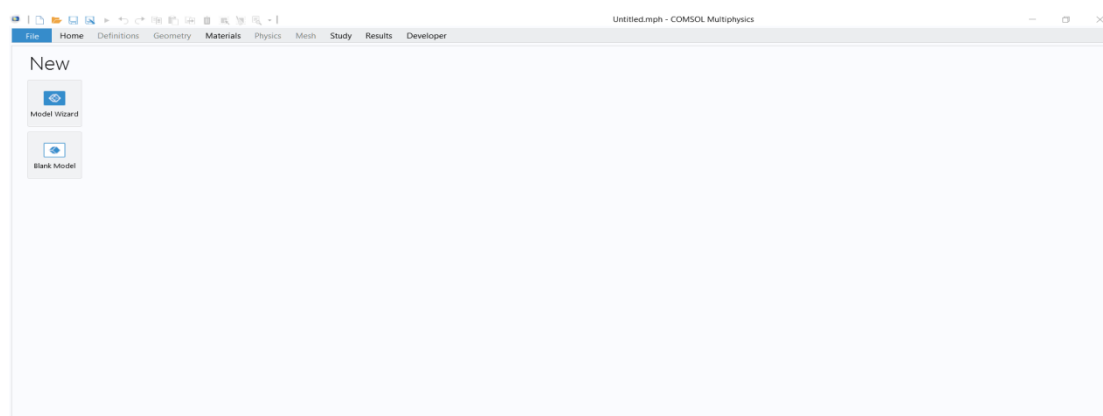 Untitled.mph - COMSOL Multiphysics
File Home Definitions Geometry Materials Physics Mesh Study Results Developer
New
Model Wizard
Blank Model